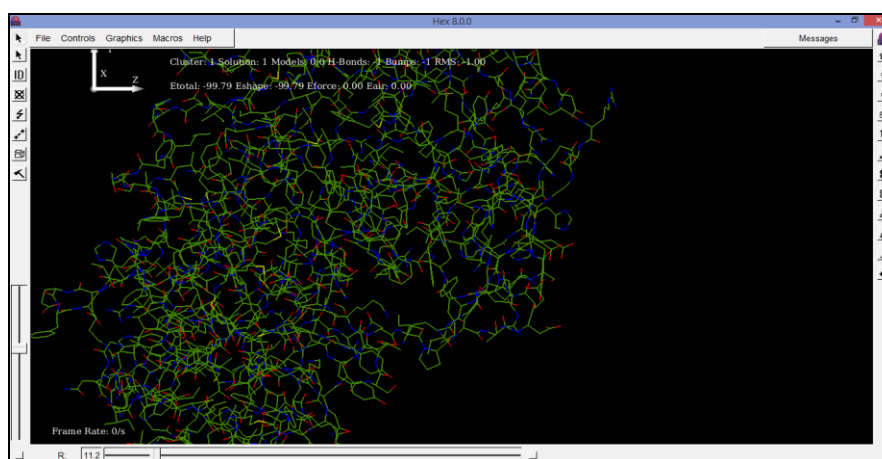 Hex 8.0.0
File Controls Graphics Macros Help Messages
Cluster: 1 Solution: 1 Models: 0,0 H-Bonds: -1 Bumps: -1 RMS: -1.00
X
Z
Etotal: -99.79 Eshape: -99.79 Eforce: 0.00 Eair: 0.00
ID
Frame Rate: 0/s
R: 11.2